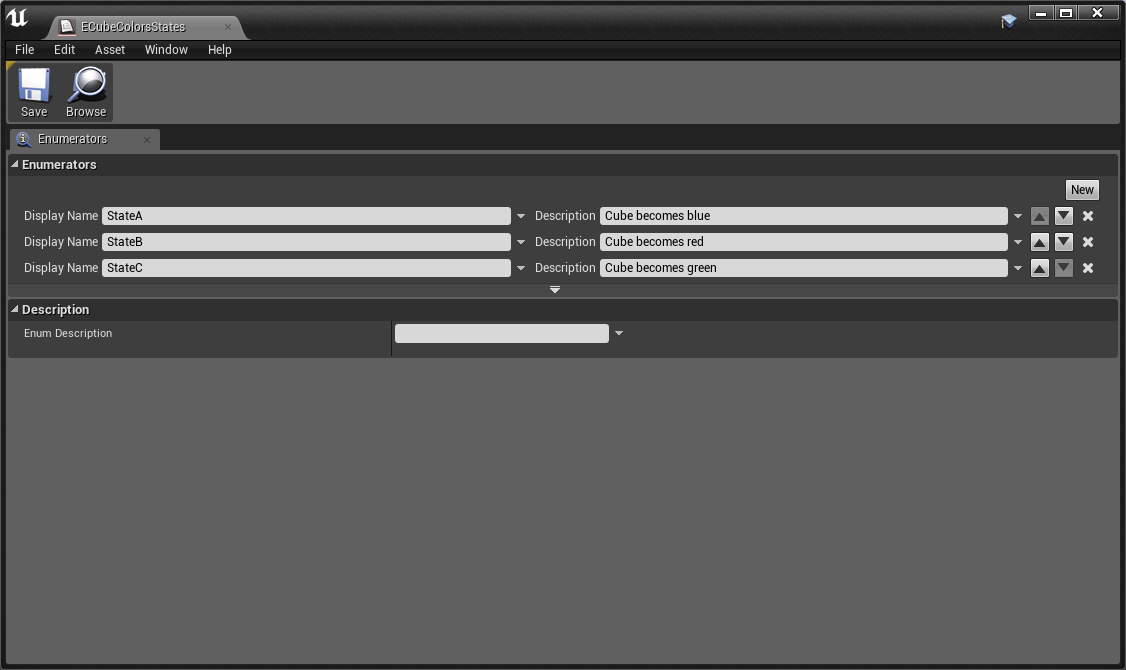 ECubeColorsStates
File Edit Asset Window Help
Save Browse
Enumerators
Enumerators
New
Display Name StateA Description Cube becomes blue
Display Name StateB Description Cube becomes red
Display Name StateC Description Cube becomes green
Description
Enum Description